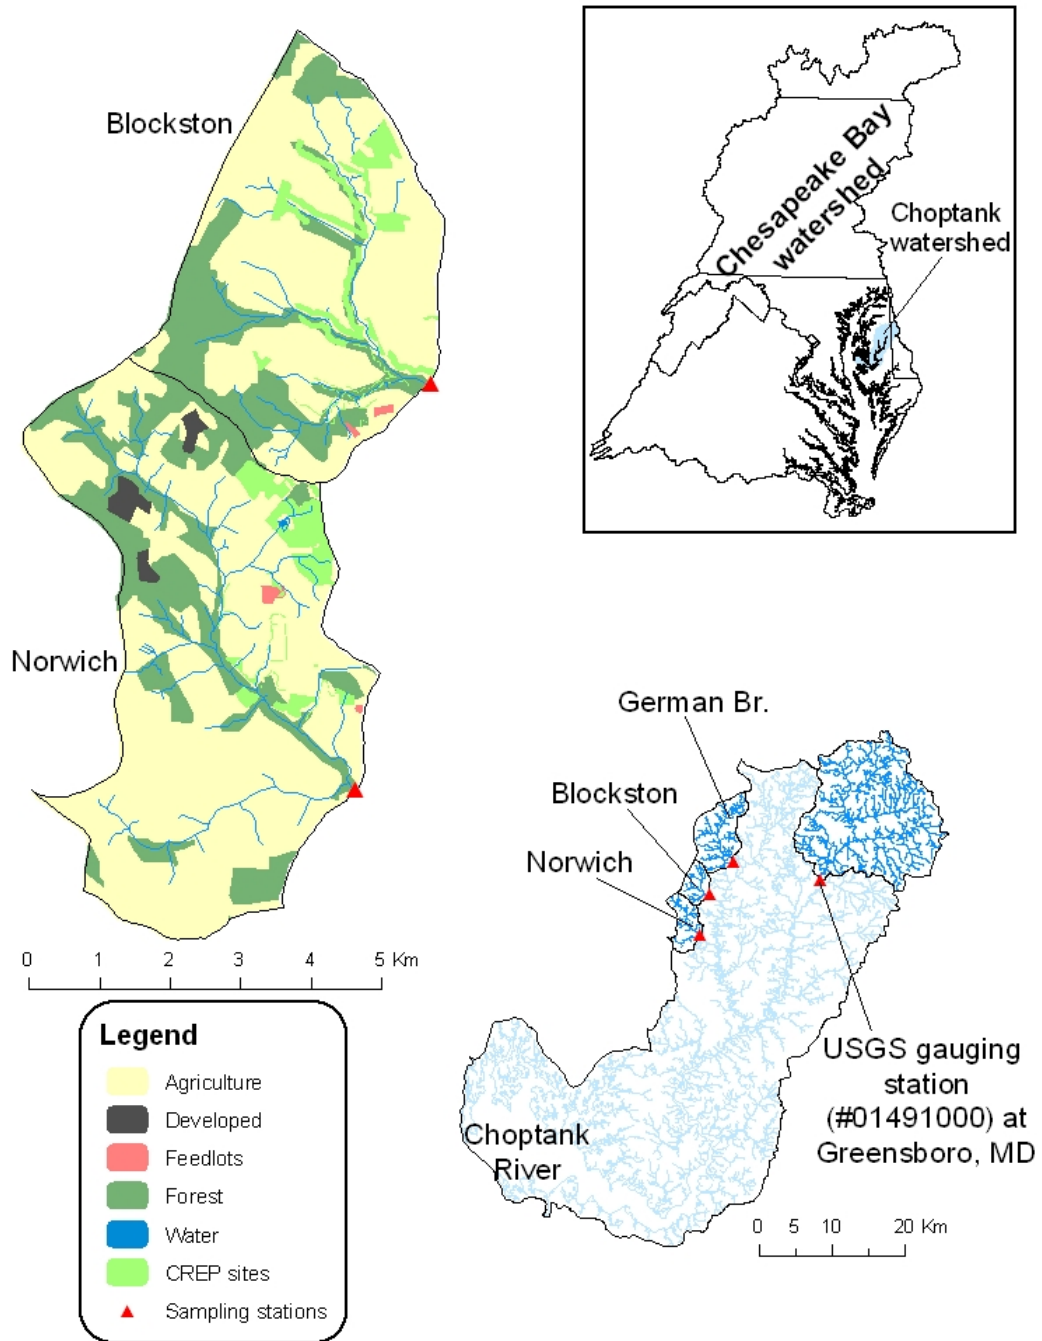 Blockston
Norwich
0 1 2 3 4 5 Km
Legend
Agriculture
Developed
Feedlots
Forest
Water
CREP sites
Sampling stations
Chesapeake Bay
watershed
Choptank
watershed
German Br.
Blockston
Norwich
USGS gauging
station
(#01491000) at
Greensboro, MD
Choptank
River
0 5 10 20 Km